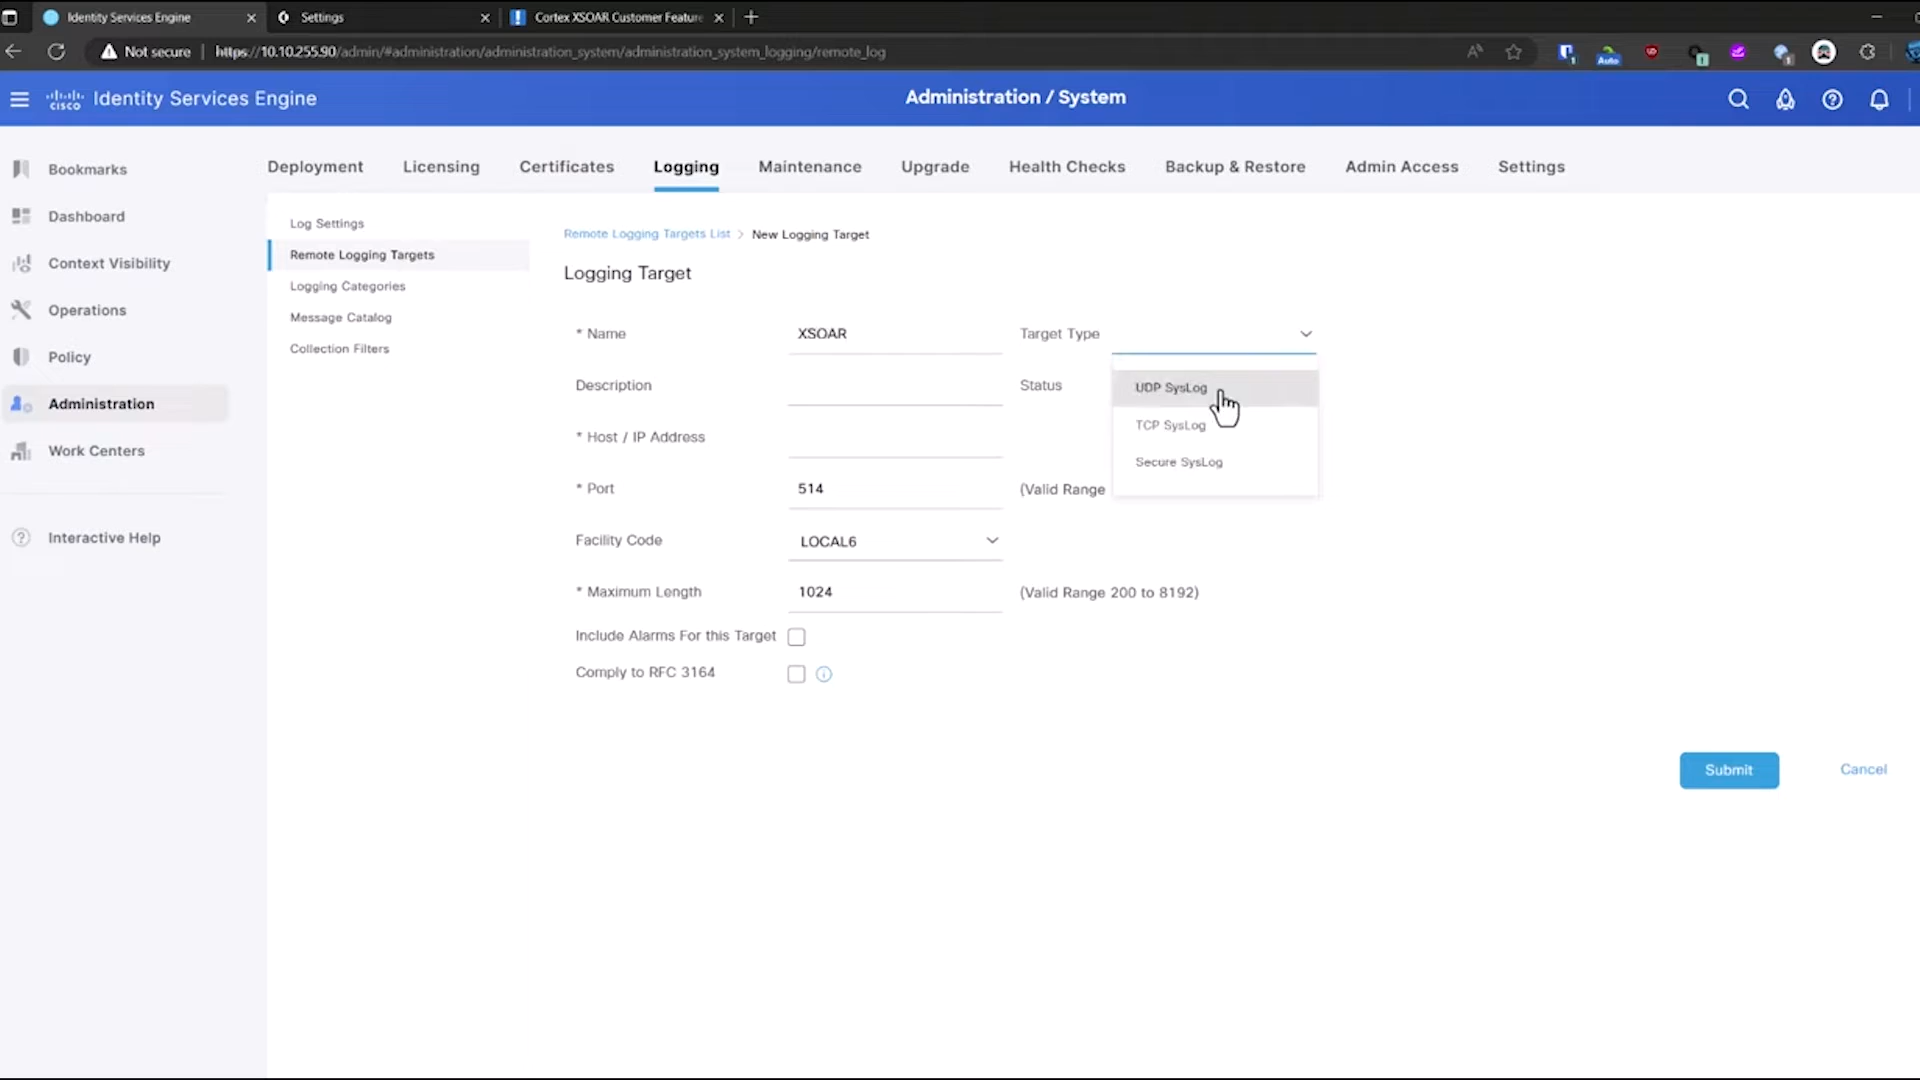 Identity Services Engine
Settings
Cortex XSOAR Customer Feature
Not secure
https://10.10.255.90/admin/#administration/administration_system/administration_system_logging/remote_log
Auto
cisco Identity Services Engine
Administration / System
Bookmarks
Dashboard
Context Visibility
Operations
Policy
Administration
Work Centers
Interactive Help
Deployment Licensing Certificates Logging Maintenance Upgrade Health Checks Backup & Restore Admin Access Settings
Log Settings
Remote Logging Targets
Logging Categories
Message Catalog
Collection Filters
Remote Logging Targets List > New Logging Target
Logging Target
* Name XSOAR Target Type
Description Status
UDP SysLog
TCP SysLog
Secure SysLog
* Host / IP Address
* Port 514 (Valid Range
Facility Code LOCAL6
* Maximum Length 1024 (Valid Range 200 to 8192)
Include Alarms For this Target
Comply to RFC 3164
Submit Cancel